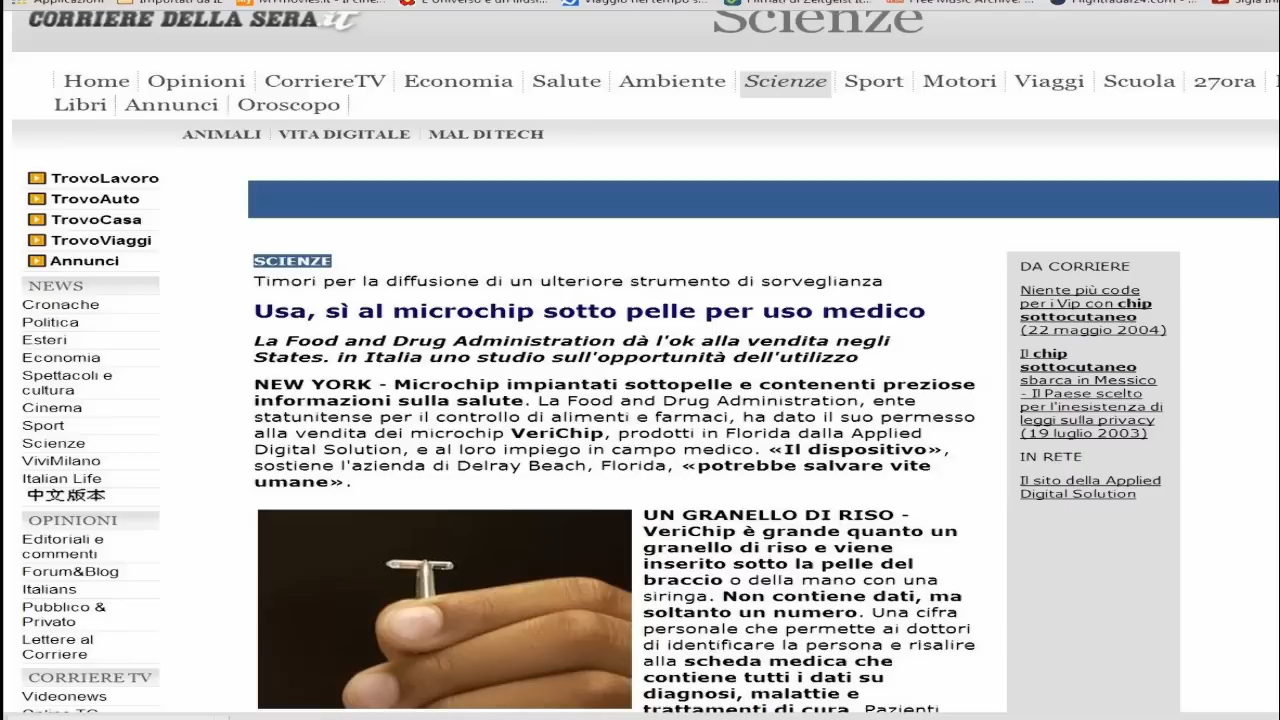 Applicazioni
Importati da IE
CORRIERE DELLA SERA.it
Scienze
Home Opinioni CorriereTV Economia Salute Ambiente Scienze Sport Motori Viaggi Scuola 27ora
Libri Annunci Oroscopo
ANIMALI VITA DIGITALE MAL DI TECH
TrovoLavoro
TrovoAuto
TrovoCasa
TrovoViaggi
Annunci
NEWS
Cronache
Politica
Esteri
Economia
Spettacoli e
cultura
Cinema
Sport
Scienze
ViviMilano
Italian Life
中文版本
OPINIONI
Editoriali e
commenti
Forum&Blog
Italians
Pubblico &
Privato
Lettere al
Corriere
CORRIERE TV
Videonews
SCIENZE
Timori per la diffusione di un ulteriore strumento di sorveglianza
Usa, sì al microchip sotto pelle per uso medico
La Food and Drug Administration dà l'ok alla vendita negli
States. in Italia uno studio sull'opportunità dell'utilizzo
NEW YORK - Microchip impiantati sottopelle e contenenti preziose
informazioni sulla salute. La Food and Drug Administration, ente
statunitense per il controllo di alimenti e farmaci, ha dato il suo permesso
alla vendita dei microchip VeriChip, prodotti in Florida dalla Applied
Digital Solution, e al loro impiego in campo medico. «Il dispositivo»,
sostiene l'azienda di Delray Beach, Florida, «potrebbe salvare vite
umane».
UN GRANELLO DI RISO -
VeriChip è grande quanto un
granello di riso e viene
inserito sotto la pelle del
braccio o della mano con una
siringa. Non contiene dati, ma
soltanto un numero. Una cifra
personale che permette ai dottori
di identificare la persona e risalire
alla scheda medica che
contiene tutti i dati su
diagnosi, malattie e
trattamenti di cura. Pazienti
DA CORRIERE
Niente più code
per i Vip con chip
sottocutaneo
(22 maggio 2004)
Il chip
sottocutaneo
sbarca in Messico
- Il Paese scelto
per l'inesistenza di
leggi sulla privacy
(19 luglio 2003)
IN RETE
Il sito della Applied
Digital Solution